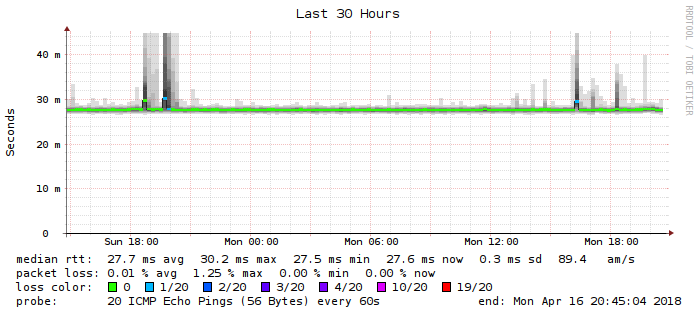 Last 30 Hours
RRDTOOL / TOBI OETIKER
Seconds
40 m
30 m
20 m
10 m
0
Sun 18:00 Mon 00:00 Mon 06:00 Mon 12:00 Mon 18:00
median rtt: 27.7 ms avg 30.2 ms max 27.5 ms min 27.6 ms now 0.3 ms sd 89.4 am/s
packet loss: 0.01 % avg 1.25 % max 0.00 % min 0.00 % now
loss color: 0 1/20 2/20 3/20 4/20 10/20 19/20
probe: 20 ICMP Echo Pings (56 Bytes) every 60s end: Mon Apr 16 20:45:04 2018